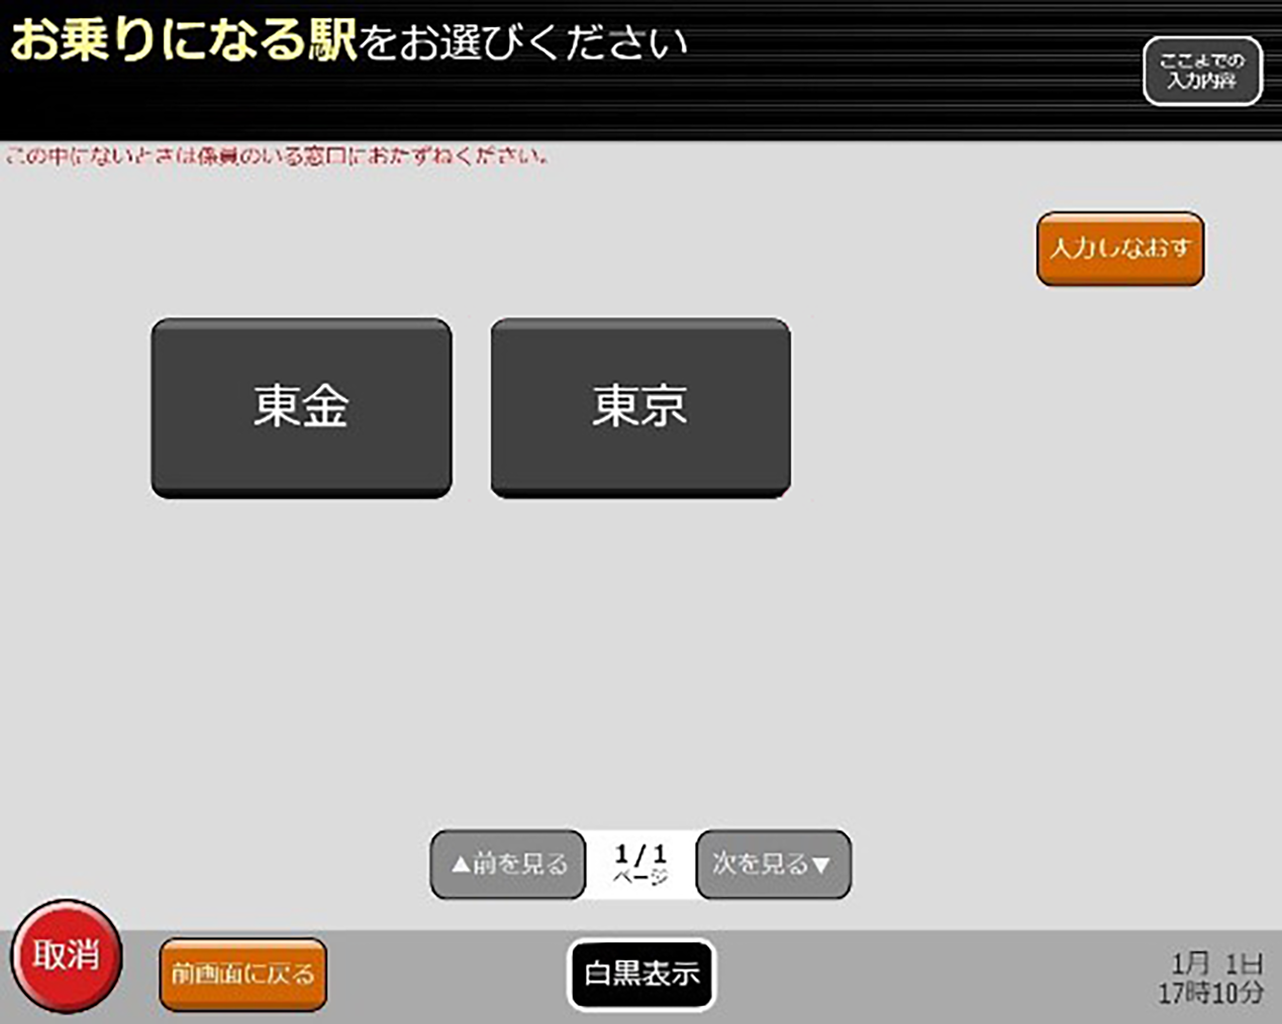 お乗りになる駅をお選びください
ここまでの
入力内容
この中にないときは係員のいる窓口におたずねください。
入力しなおす
東金
東京
▲前を見る
1/1
ページ
次を見る▼
取消
前画面に戻る
白黒表示
1月 1日
17時10分